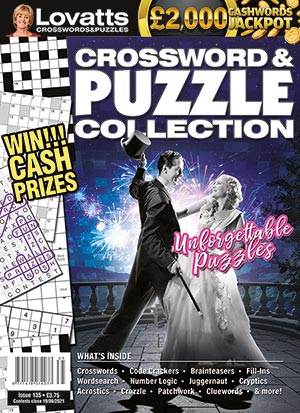 Lovatts
CROSSWORDS&PUZZLES
£2,000 CASHWORDS JACKPOT
CROSSWORD &
PUZZLE
COLLECTION
WIN!!!
CASH
PRIZES
Unforgettable
Puzzles
WHAT'S INSIDE
Crosswords • Code Crackers • Brainteasers • Fill-Ins
Wordsearch • Number Logic • Juggernaut • Cryptics
Acrostics • Crozzle • Patchwork • Cluewords • & more!
Issue 135 • £3.75
Contests close 19/08/2021